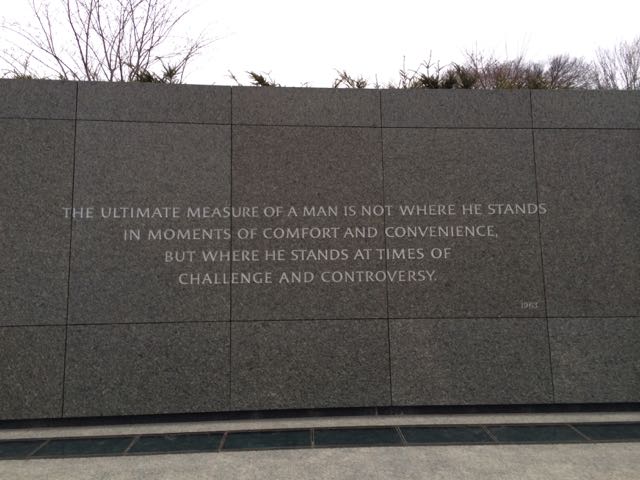 THE ULTIMATE MEASURE OF A MAN IS NOT WHERE HE STANDS
IN MOMENTS OF COMFORT AND CONVENIENCE,
BUT WHERE HE STANDS AT TIMES OF
CHALLENGE AND CONTROVERSY.
1963